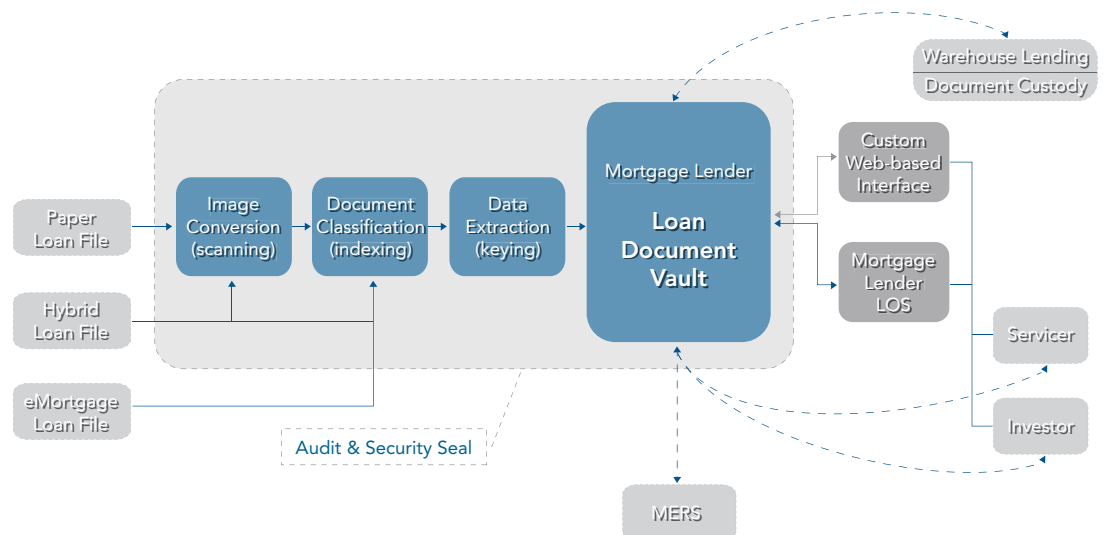 Warehouse Lending
Document Custody
Mortgage Lender
Loan
Document
Vault
Custom
Web-based
Interface
Image
Conversion
(scanning)
Document
Classification
(indexing)
Data
Extraction
(keying)
Paper
Loan File
Mortgage
Lender
LOS
Hybrid
Loan File
Servicer
eMortgage
Loan File
Investor
Audit & Security Seal
MERS